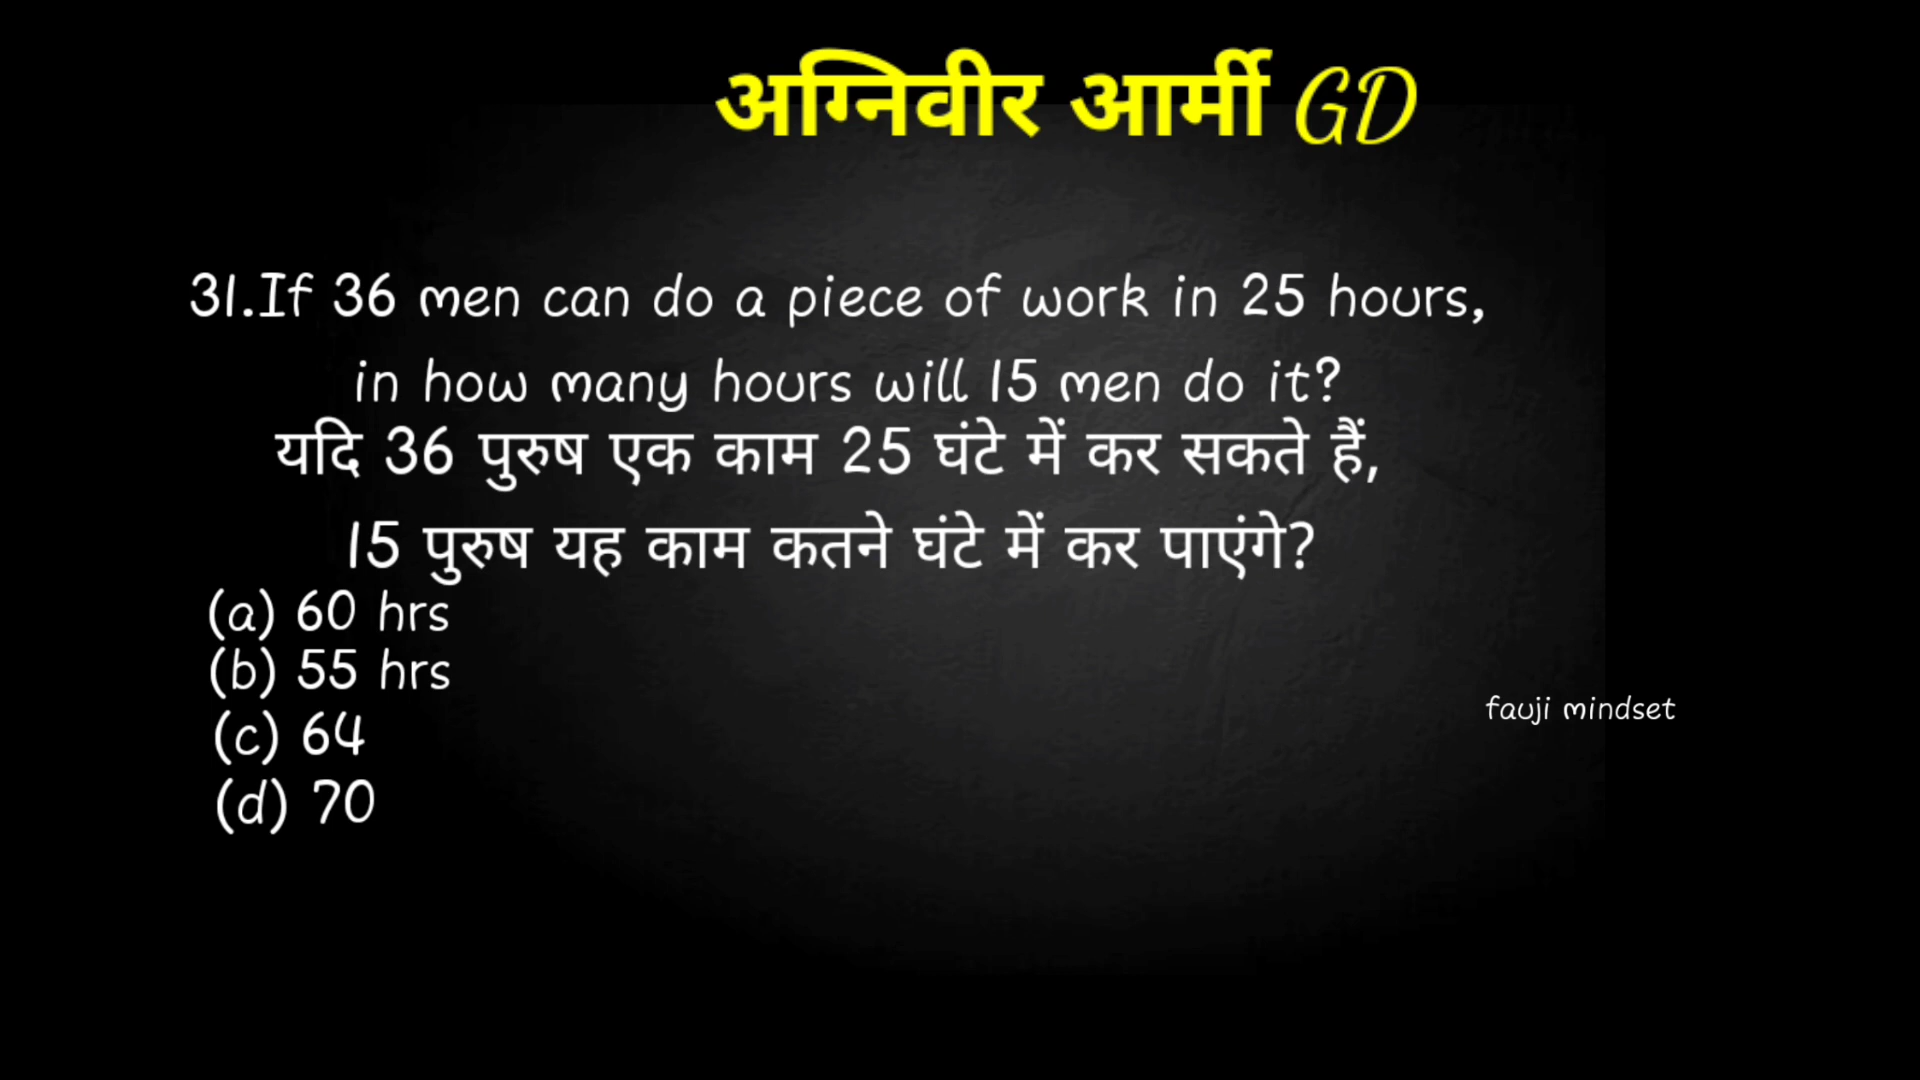 अग्निवीर आर्मी GD
31.If 36 men can do a piece of work in 25 hours,
in how many hours will 15 men do it?
यदि 36 पुरुष एक काम 25 घंटे में कर सकते हैं,
15 पुरुष यह काम कतने घंटे में कर पाएंगे?
(a) 60 hrs
(b) 55 hrs
(c) 64
(d) 70
fauji mindset